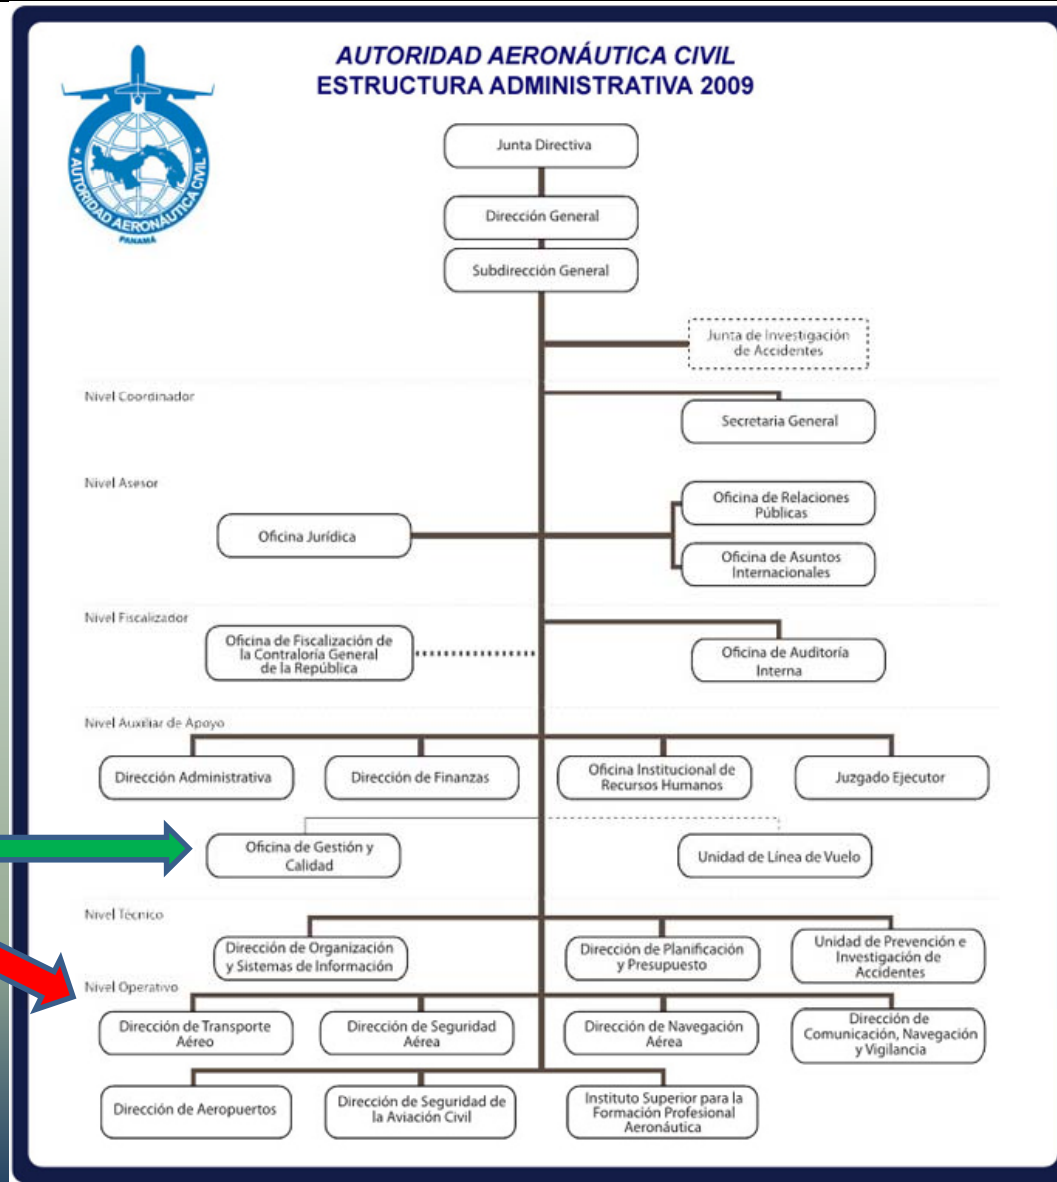 AUTORIDAD AERONÁUTICA CIVIL
ESTRUCTURA ADMINISTRATIVA 2009
AUTORIDAD AERONÁUTICA CIVIL
PANAMÁ
Junta Directiva
Dirección General
Subdirección General
Junta de Investigación
de Accidentes
Nivel Coordinador
Secretaria General
Nivel Asesor
Oficina Jurídica
Oficina de Relaciones
Públicas
Oficina de Asuntos
Internacionales
Nivel Fiscalizador
Oficina de Fiscalización de
la Contraloría General
de la República
Oficina de Auditoría
Interna
Nivel Auxiliar de Apoyo
Dirección Administrativa
Dirección de Finanzas
Oficina Institucional de
Recursos Humanos
Juzgado Ejecutor
Oficina de Gestión y
Calidad
Unidad de Línea de Vuelo
Nivel Técnico
Dirección de Organización
y Sistemas de Información
Dirección de Planificación
y Presupuesto
Unidad de Prevención e
Investigación de
Accidentes
Nivel Operativo
Dirección de Transporte
Aéreo
Dirección de Seguridad
Aérea
Dirección de Navegación
Aérea
Dirección de
Comunicación, Navegación
y Vigilancia
Dirección de Aeropuertos
Dirección de Seguridad de
la Aviación Civil
Instituto Superior para la
Formación Profesional
Aeronáutica